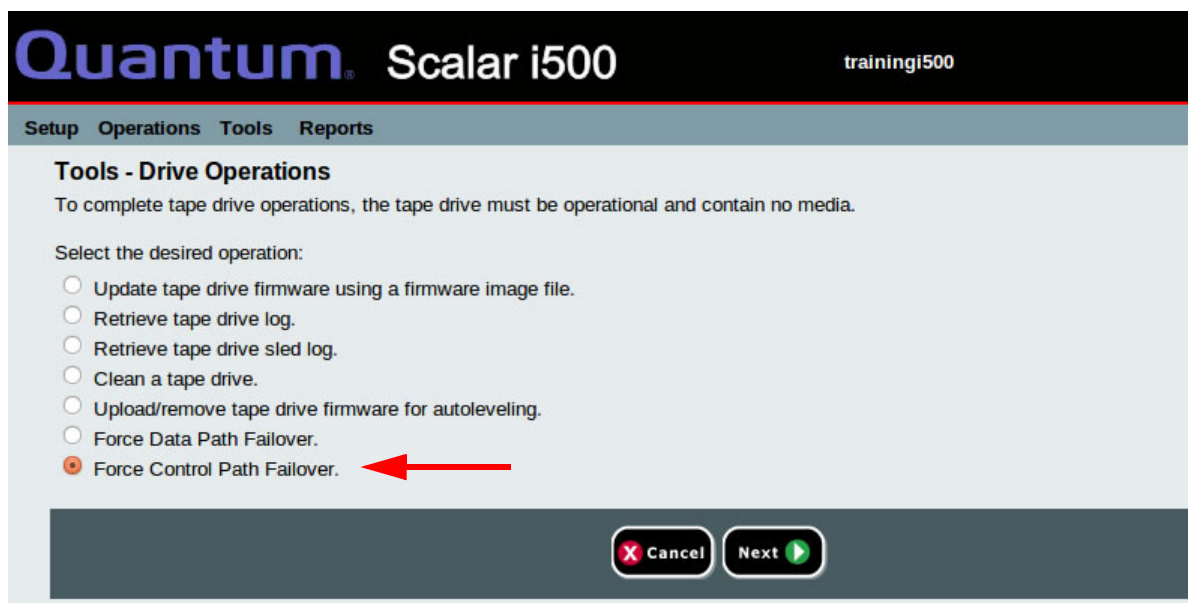 Quantum® Scalar i500 trainingi500
Setup Operations Tools Reports
Tools - Drive Operations
To complete tape drive operations, the tape drive must be operational and contain no media.
Select the desired operation:
Update tape drive firmware using a firmware image file.
Retrieve tape drive log.
Retrieve tape drive sled log.
Clean a tape drive.
Upload/remove tape drive firmware for autoleveling.
Force Data Path Failover.
Force Control Path Failover.
X Cancel Next